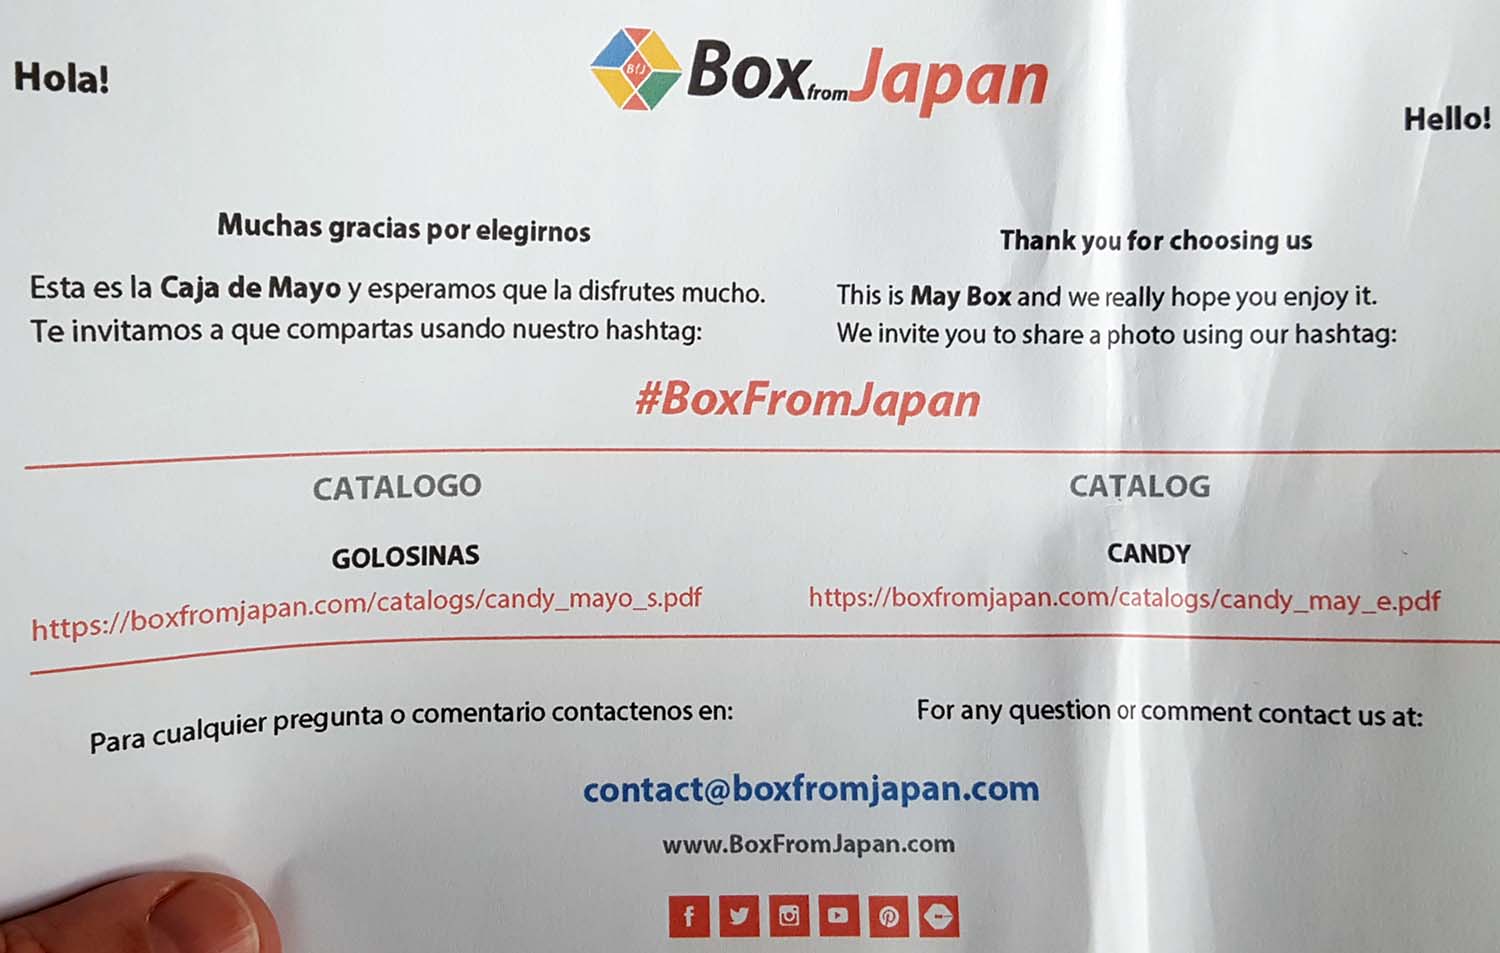 Hola!
BfJ
Box from Japan
Hello!
Muchas gracias por elegirnos
Esta es la Caja de Mayo y esperamos que la disfrutes mucho.
Te invitamos a que compartas usando nuestro hashtag:
Thank you for choosing us
This is May Box and we really hope you enjoy it.
We invite you to share a photo using our hashtag:
#BoxFromJapan
CATALOGO
GOLOSINAS
https://boxfromjapan.com/catalogs/candy_mayo_s.pdf
CATALOG
CANDY
https://boxfromjapan.com/catalogs/candy_may_e.pdf
Para cualquier pregunta o comentario contactenos en:
For any question or comment contact us at:
contact@boxfromjapan.com
www.BoxFromJapan.com